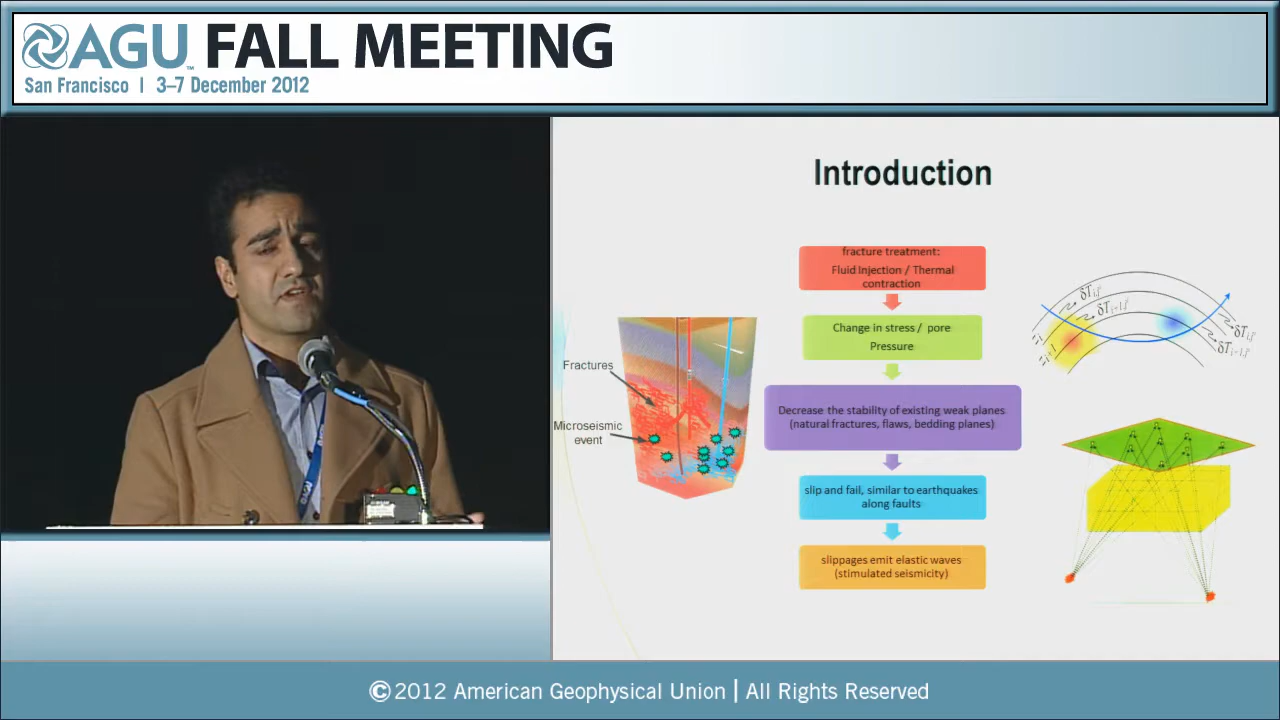 AGU FALL MEETING
San Francisco | 3–7 December 2012
Introduction
fracture treatment:
Fluid Injection / Thermal
contraction
Change in stress / pore
Pressure
Decrease the stability of existing weak planes
(natural fractures, flaws, bedding planes)
slip and fail, similar to earthquakes
along faults
slippages emit elastic waves
(stimulated seismicity)
Fractures
Microseismic
event
© 2012 American Geophysical Union | All Rights Reserved